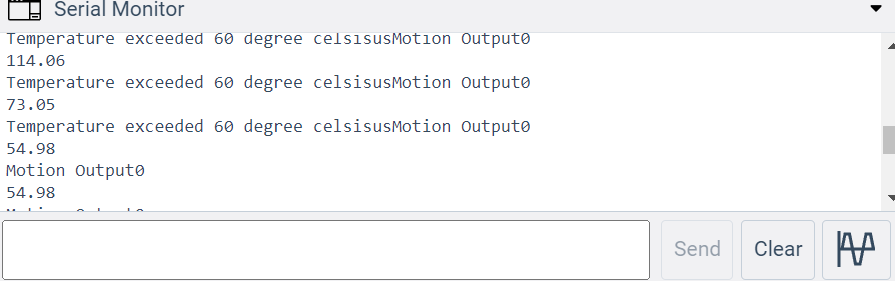 Serial Monitor
Temperature exceeded 60 degree celsisusMotion Output0
114.06
Temperature exceeded 60 degree celsisusMotion Output0
73.05
Temperature exceeded 60 degree celsisusMotion Output0
54.98
Motion Output0
54.98
Send
Clear